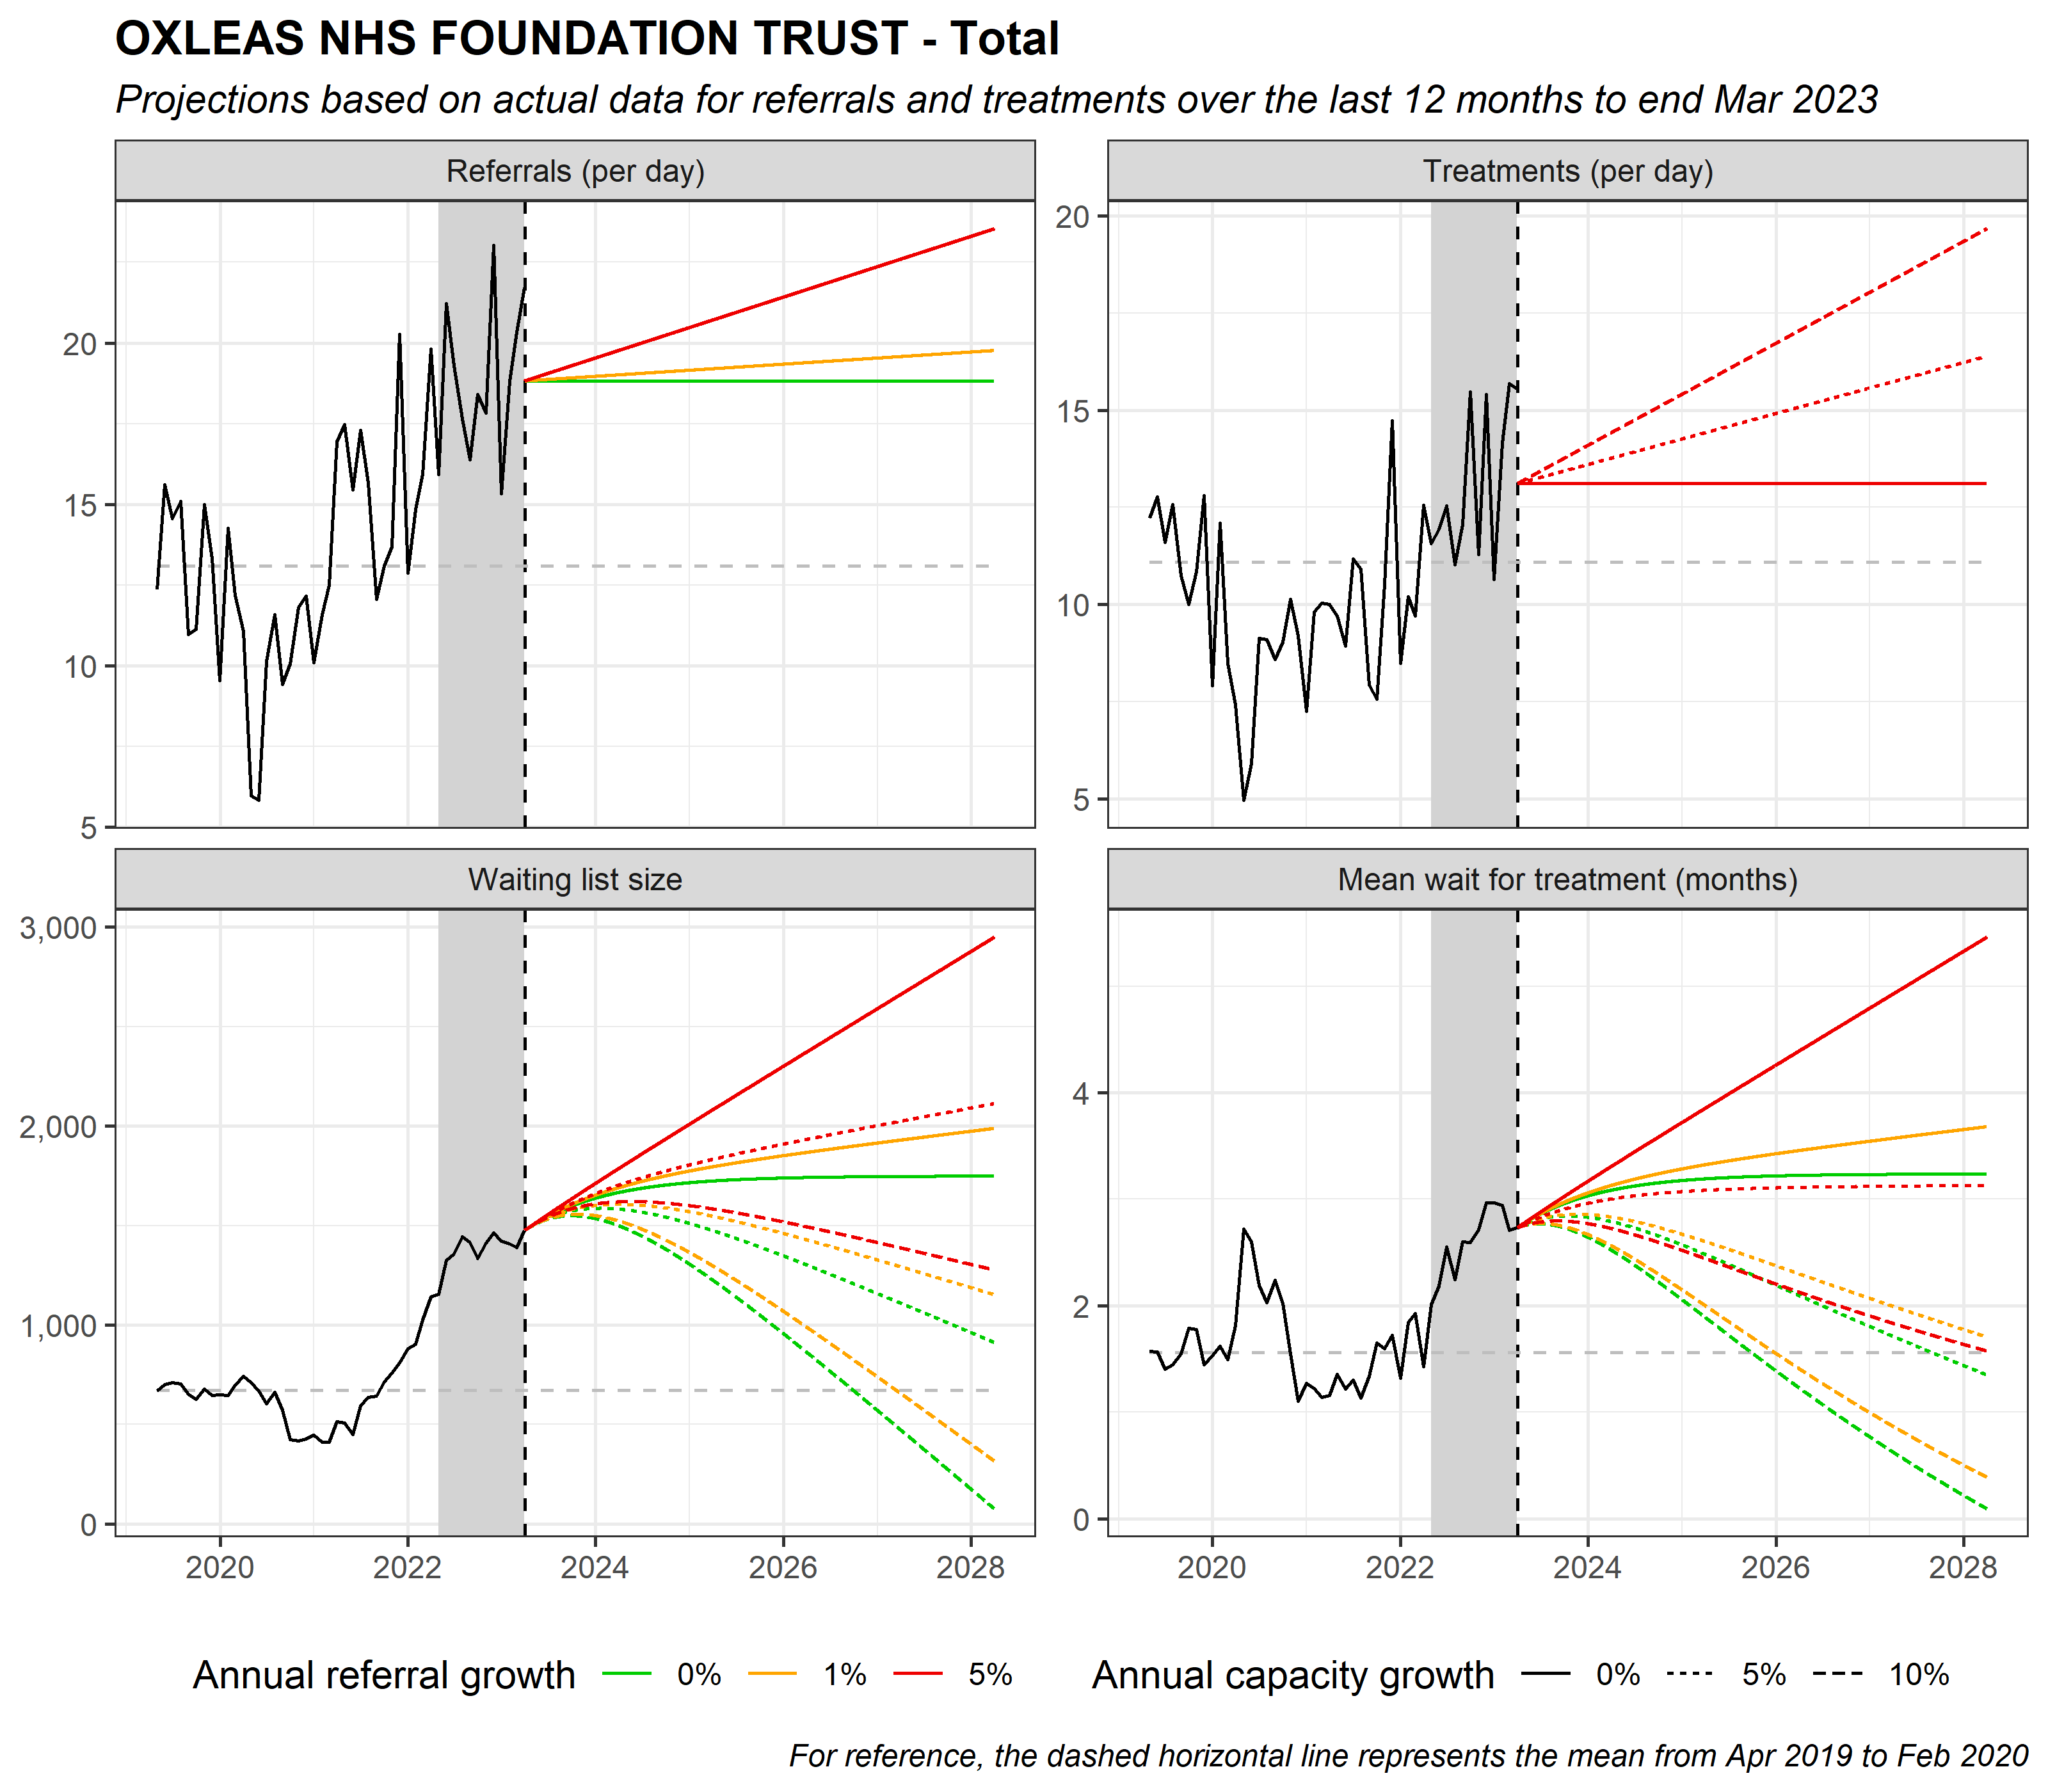 OXLEAS NHS FOUNDATION TRUST - Total
Projections based on actual data for referrals and treatments over the last 12 months to end Mar 2023
Referrals (per day)
Treatments (per day)
20
15
10
5
20
15
10
5
Waiting list size
Mean wait for treatment (months)
3,000
2,000
1,000
0
4
2
0
2020 2022 2024 2026 2028
2020 2022 2024 2026 2028
Annual referral growth 0% 1% 5%
Annual capacity growth 0% 5% 10%
For reference, the dashed horizontal line represents the mean from Apr 2019 to Feb 2020